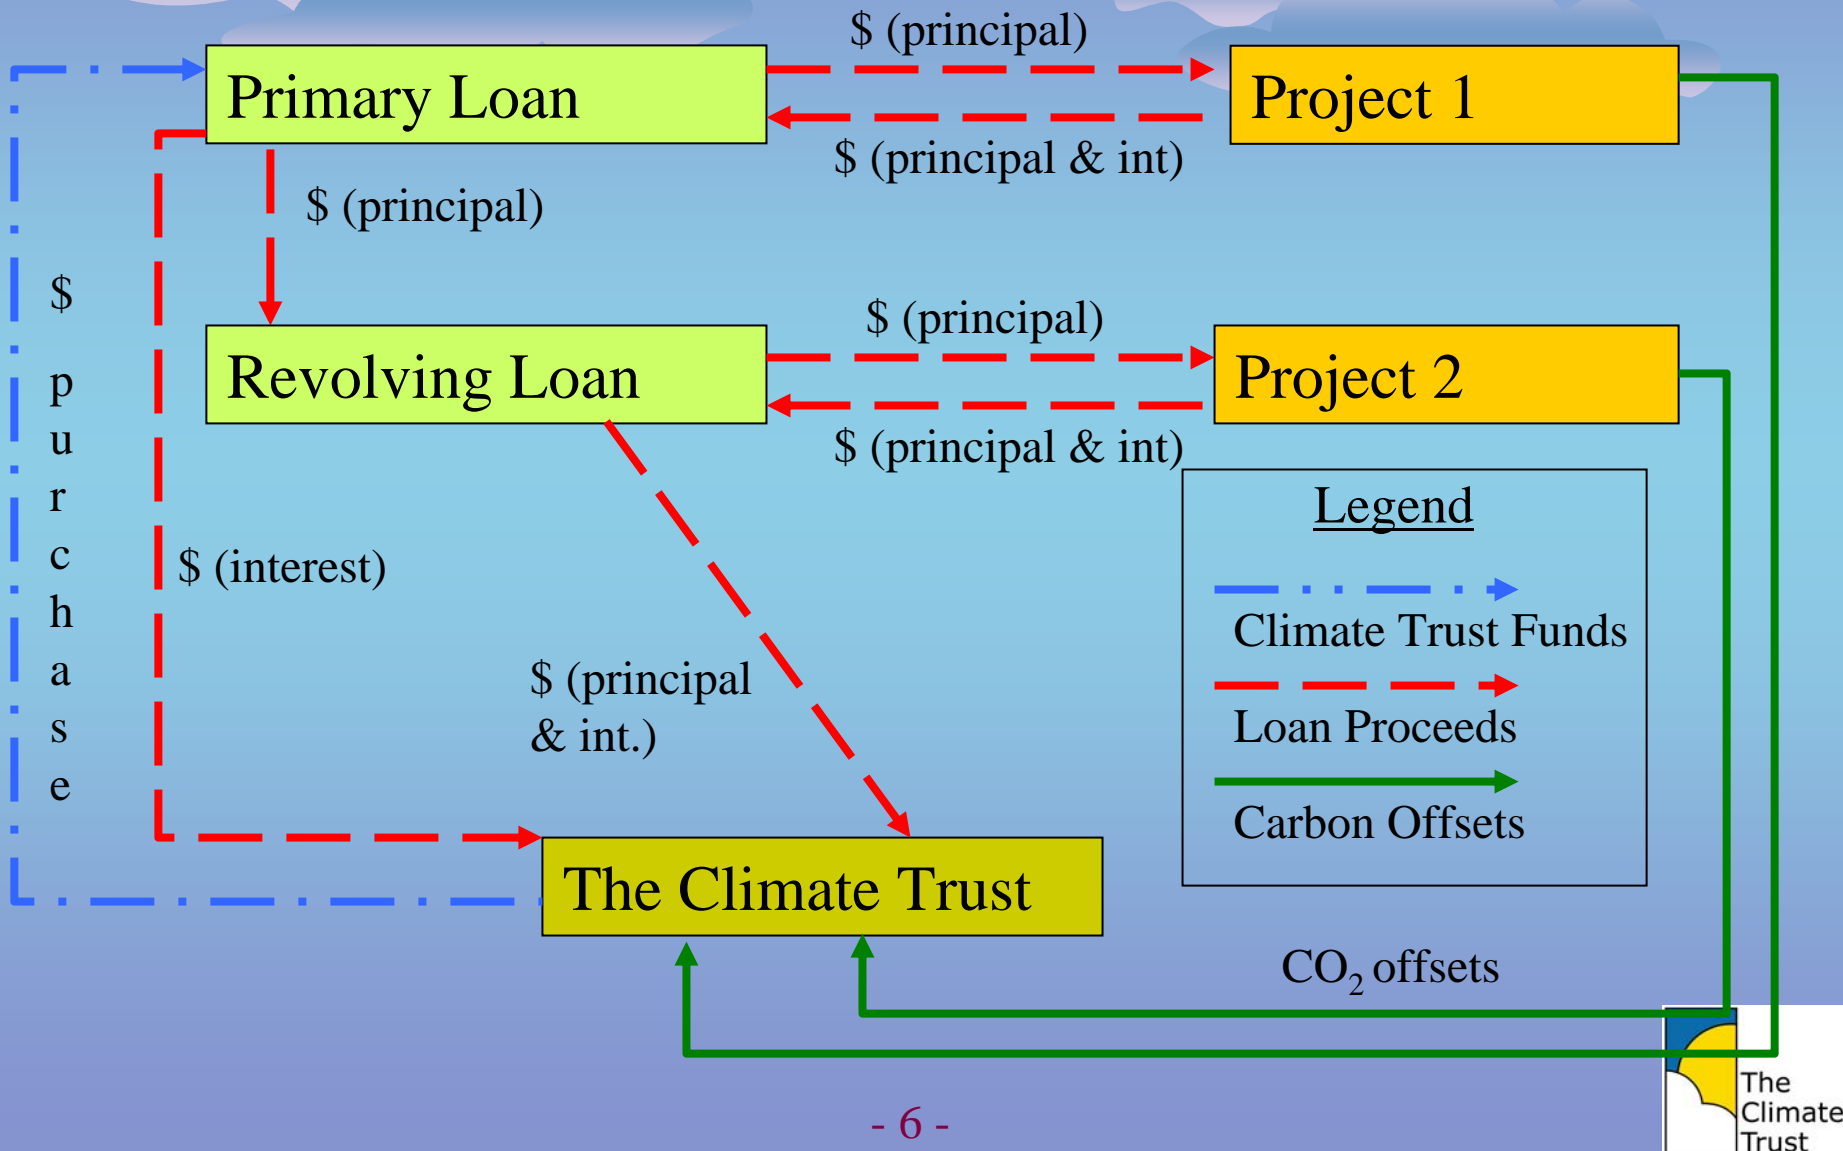 $ (principal)
Primary Loan
Project 1
$ (principal & int)
$ (principal)
$ purchase
$ (principal)
Revolving Loan
Project 2
$ (principal & int)
Legend
$ (interest)
Climate Trust Funds
$ (principal
& int.)
Loan Proceeds
Carbon Offsets
The Climate Trust
CO₂ offsets
- 6 -
The
Climate
Trust